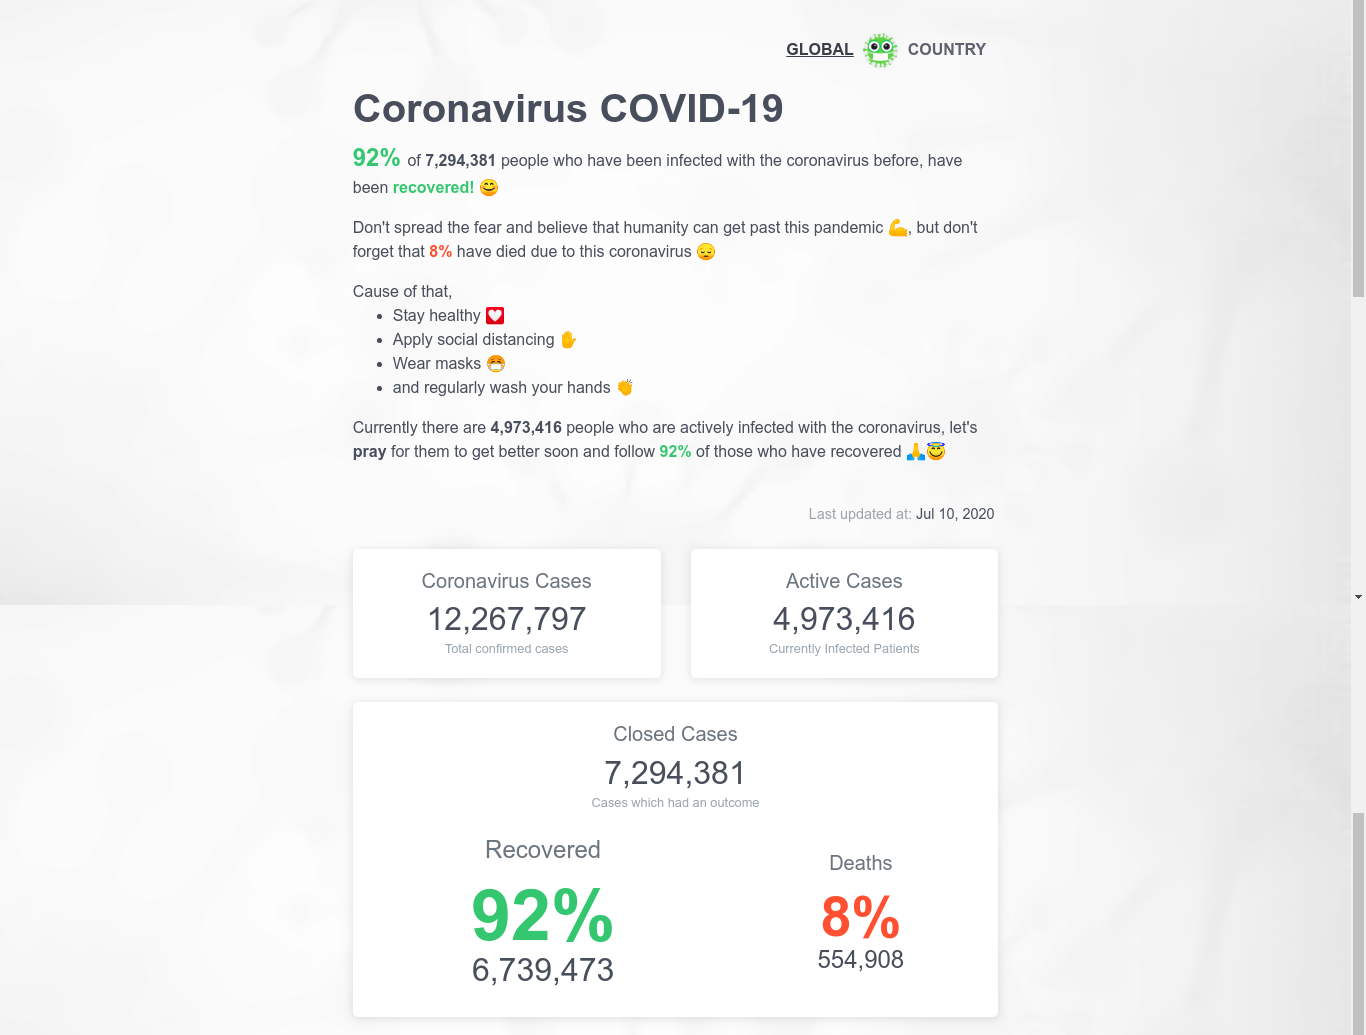 GLOBAL COUNTRY
Coronavirus COVID-19
92% of 7,294,381 people who have been infected with the coronavirus before, have
been recovered! 😊
Don't spread the fear and believe that humanity can get past this pandemic 💪, but don't
forget that 8% have died due to this coronavirus 😔
Cause of that,
• Stay healthy 💟
• Apply social distancing ✋
• Wear masks 😷
• and regularly wash your hands 👏
Currently there are 4,973,416 people who are actively infected with the coronavirus, let's
pray for them to get better soon and follow 92% of those who have recovered 🙏😇
Last updated at: Jul 10, 2020
Coronavirus Cases
12,267,797
Total confirmed cases
Active Cases
4,973,416
Currently Infected Patients
Closed Cases
7,294,381
Cases which had an outcome
Recovered
92%
6,739,473
Deaths
8%
554,908